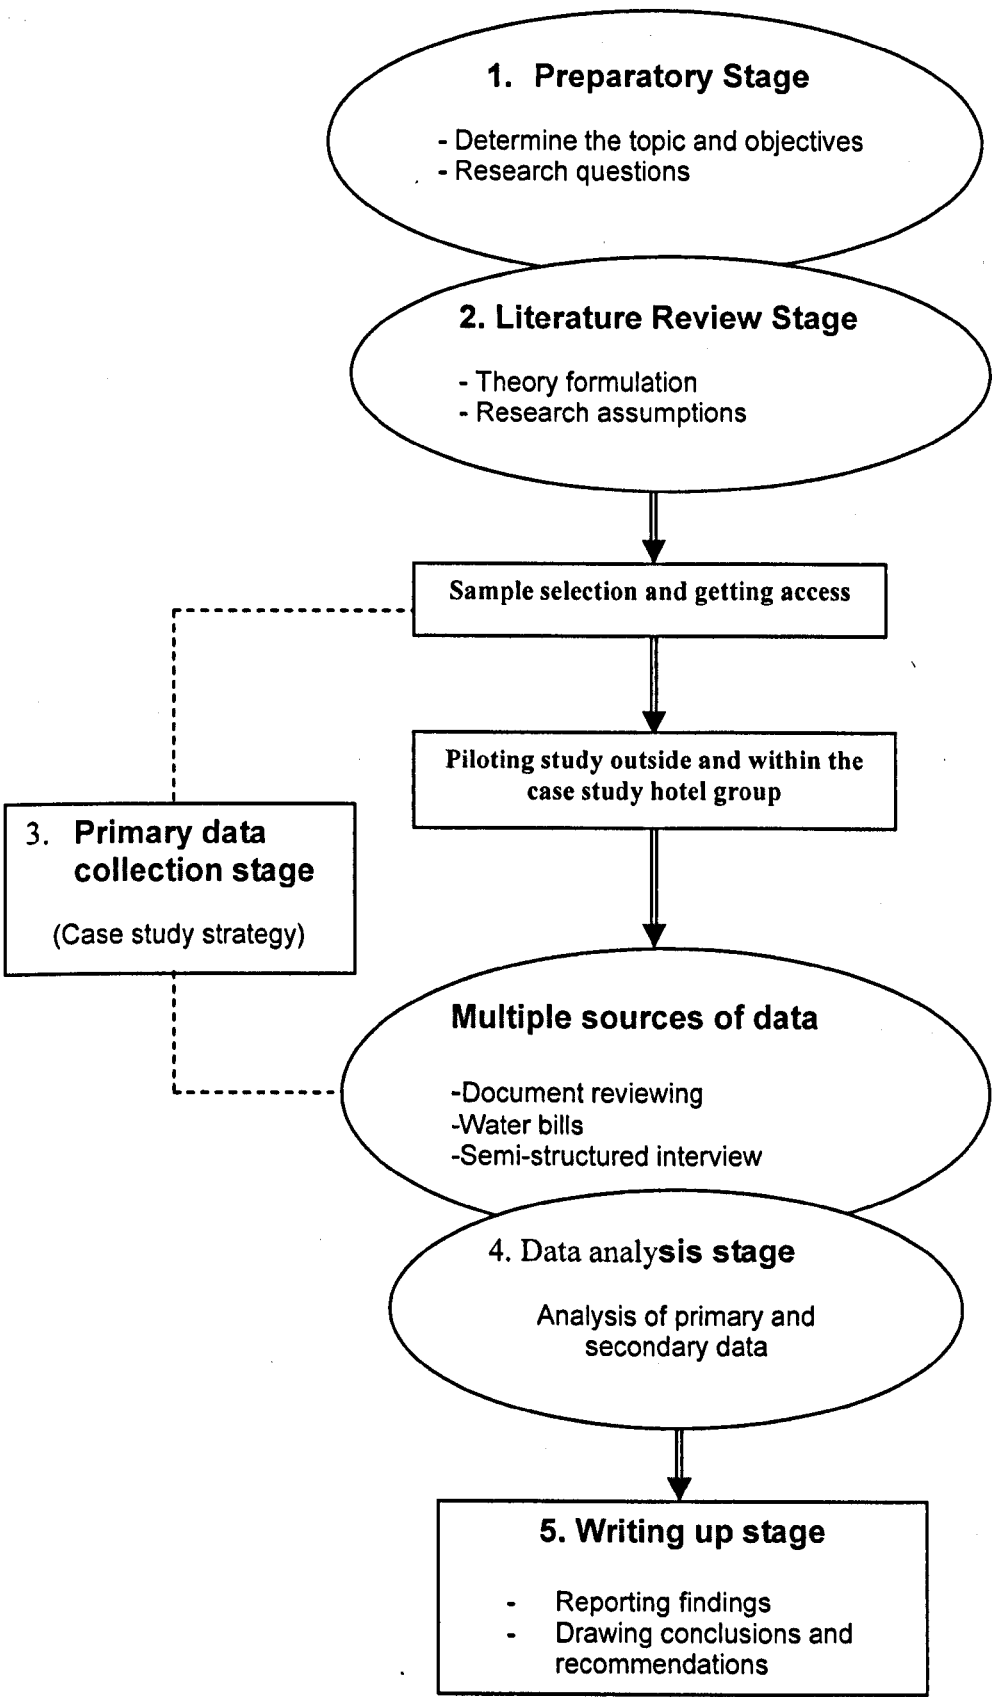 1. Preparatory Stage
- Determine the topic and objectives
- Research questions
2. Literature Review Stage
- Theory formulation
- Research assumptions
Sample selection and getting access
Piloting study outside and within the
case study hotel group
3. Primary data
collection stage
(Case study strategy)
Multiple sources of data
-Document reviewing
-Water bills
-Semi-structured interview
4. Data analysis stage
Analysis of primary and
secondary data
5. Writing up stage
- Reporting findings
- Drawing conclusions and
recommendations